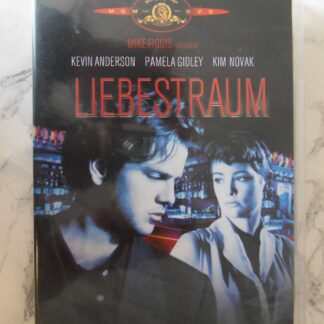 MGM DVD
MIKE FIGGIS
KEVIN ANDERSON PAMELA GIDLEY KIM NOVAK
LIEBESTRAUM